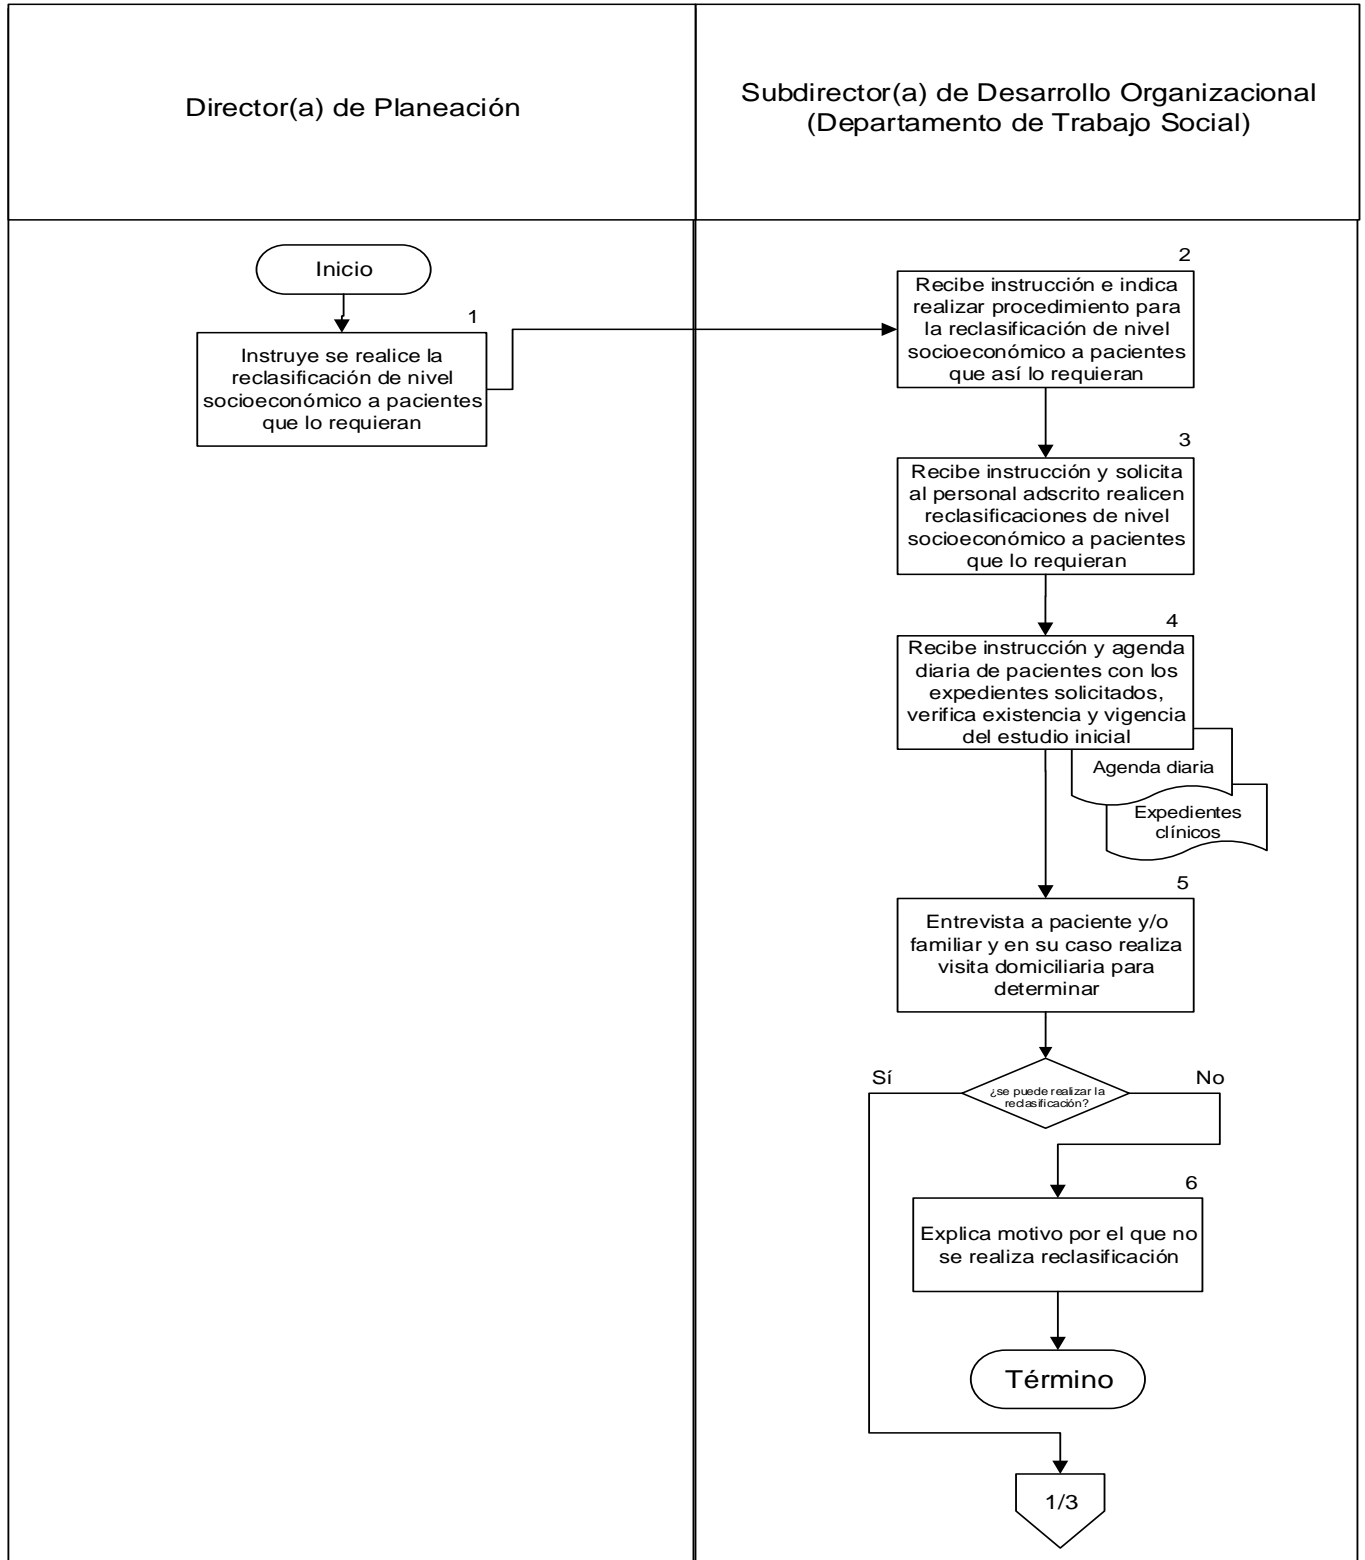 Director(a) de Planeación
Subdirector(a) de Desarrollo Organizacional
(Departamento de Trabajo Social)
Inicio
1
Instruye se realice la
reclasificación de nivel
socioeconómico a pacientes
que lo requieran
2
Recibe instrucción e indica
realizar procedimiento para
la reclasificación de nivel
socioeconómico a pacientes
que así lo requieran
3
Recibe instrucción y solicita
al personal adscrito realicen
reclasificaciones de nivel
socioeconómico a pacientes
que lo requieran
4
Recibe instrucción y agenda
diaria de pacientes con los
expedientes solicitados,
verifica existencia y vigencia
del estudio inicial
Agenda diaria
Expedientes
clínicos
5
Entrevista a paciente y/o
familiar y en su caso realiza
visita domiciliaria para
determinar
Sí
¿se puede realizar la
reclasificación?
No
6
Explica motivo por el que no
se realiza reclasificación
Término
1/3